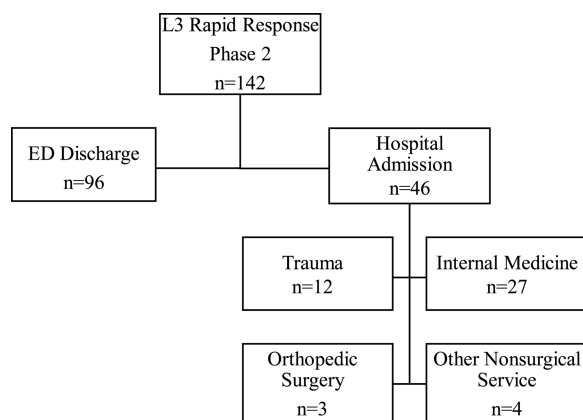 L3 Rapid Response
Phase 2
n=142
ED Discharge
n=96
Hospital
Admission
n=46
Trauma
n=12
Internal Medicine
n=27
Orthopedic
Surgery
n=3
Other Nonsurgical
Service
n=4